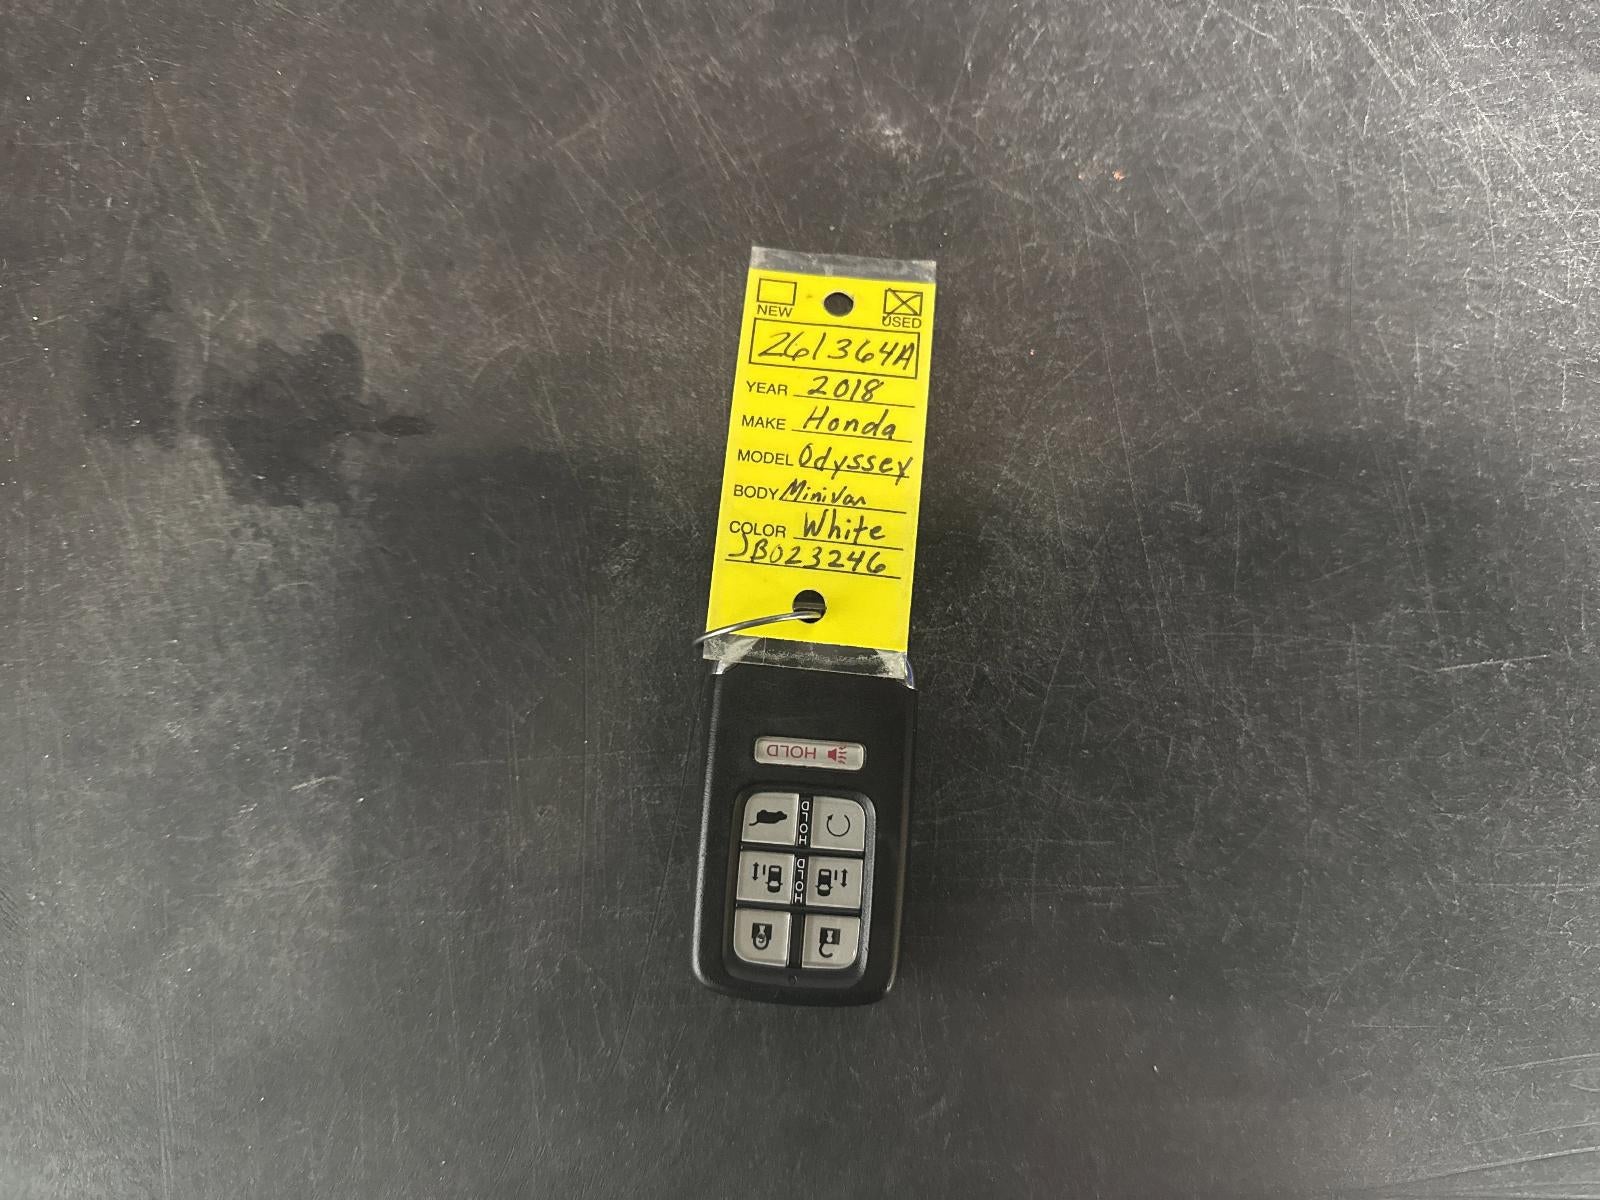 NEW USED
261364A
YEAR 2018
MAKE Honda
MODEL Odyssey
BODY Minivan
COLOR White
JB023246
HOLD
HOLD
HOLD